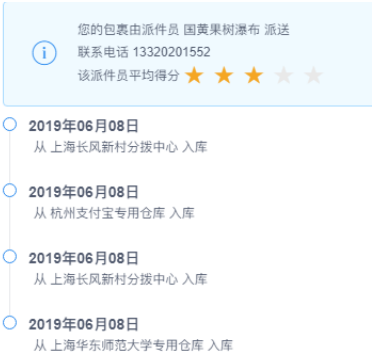 您的包裹由派件员 国黄果树瀑布 派送
联系电话 13320201552
该派件员平均得分
2019年06月08日
从 上海长风新村分拨中心 入库
2019年06月08日
从 杭州支付宝专用仓库 入库
2019年06月08日
从 上海长风新村分拨中心 入库
2019年06月08日
从 上海华东师范大学专用仓库 入库